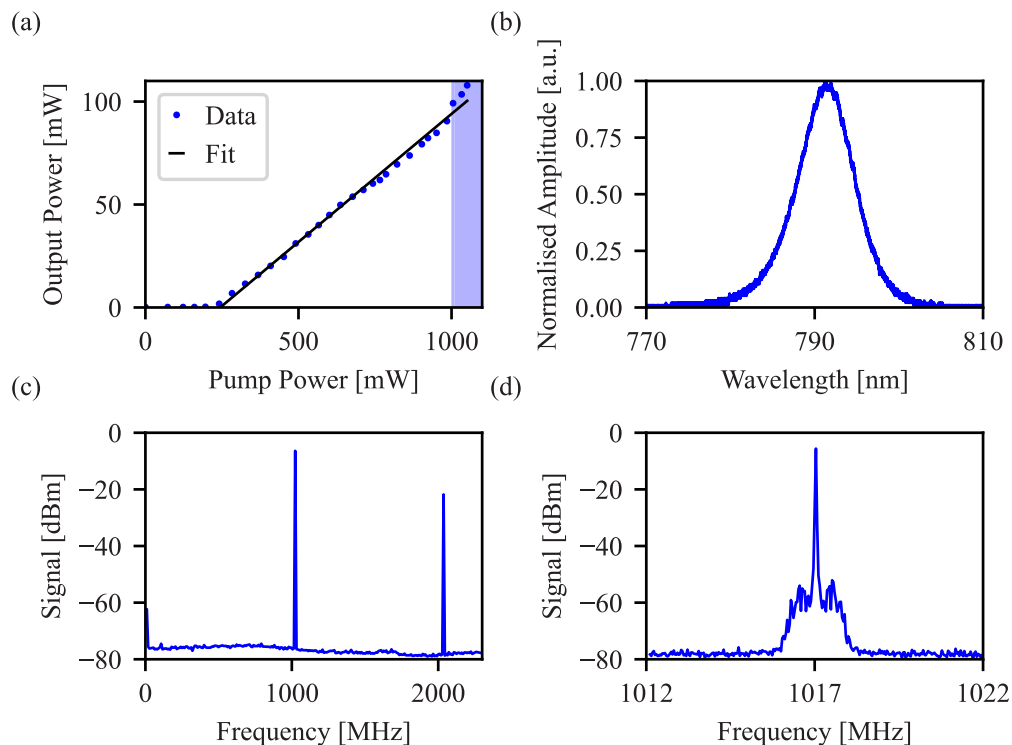 (a)
Output Power [mW]
100
50
0
Data
Fit
0 500 1000
Pump Power [mW]
(b)
Normalised Amplitude [a.u.]
1.00
0.75
0.50
0.25
0.00
770 790 810
Wavelength [nm]
(c)
Signal [dBm]
0
−20
−40
−60
−80
0 1000 2000
Frequency [MHz]
(d)
Signal [dBm]
0
−20
−40
−60
−80
1012 1017 1022
Frequency [MHz]